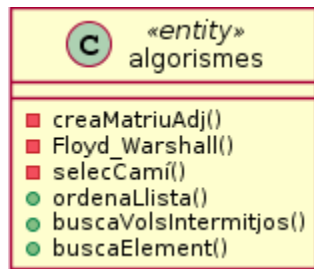 C «entity»
algorismes
creaMatriuAdj()
Floyd_Warshall()
selecCamí()
ordenaLlista()
buscaVolsIntermitjos()
buscaElement()